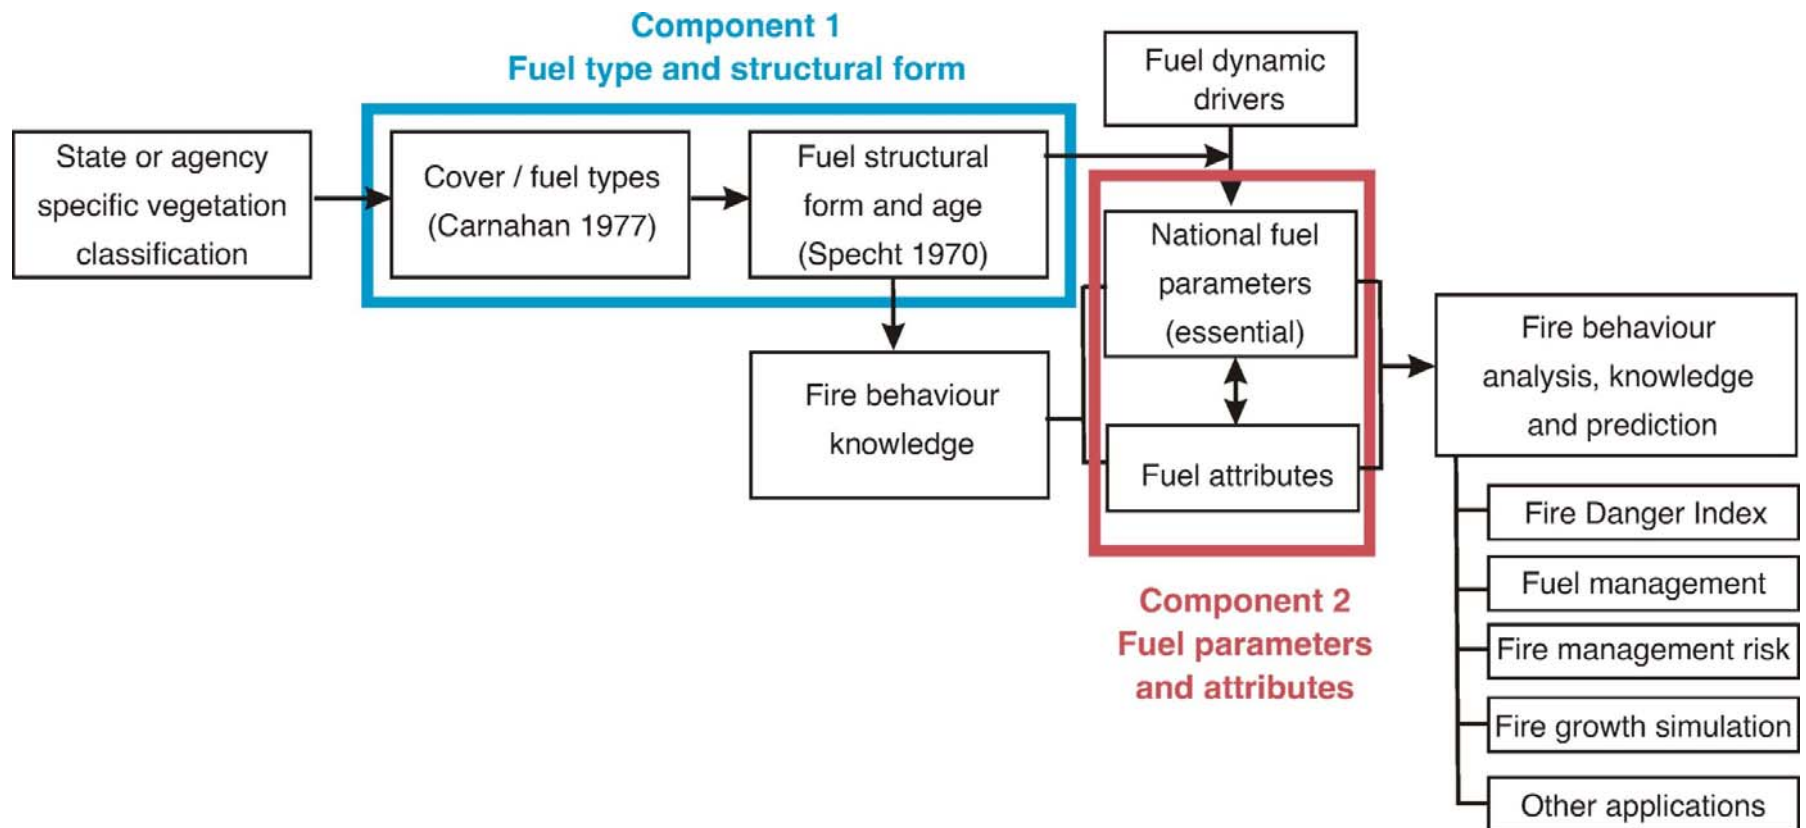 Component 1
Fuel type and structural form
State or agency
specific vegetation
classification
Cover / fuel types
(Carnahan 1977)
Fuel structural
form and age
(Specht 1970)
Fuel dynamic
drivers
Fire behaviour
knowledge
National fuel
parameters
(essential)
Fuel attributes
Component 2
Fuel parameters
and attributes
Fire behaviour
analysis, knowledge
and prediction
Fire Danger Index
Fuel management
Fire management risk
Fire growth simulation
Other applications